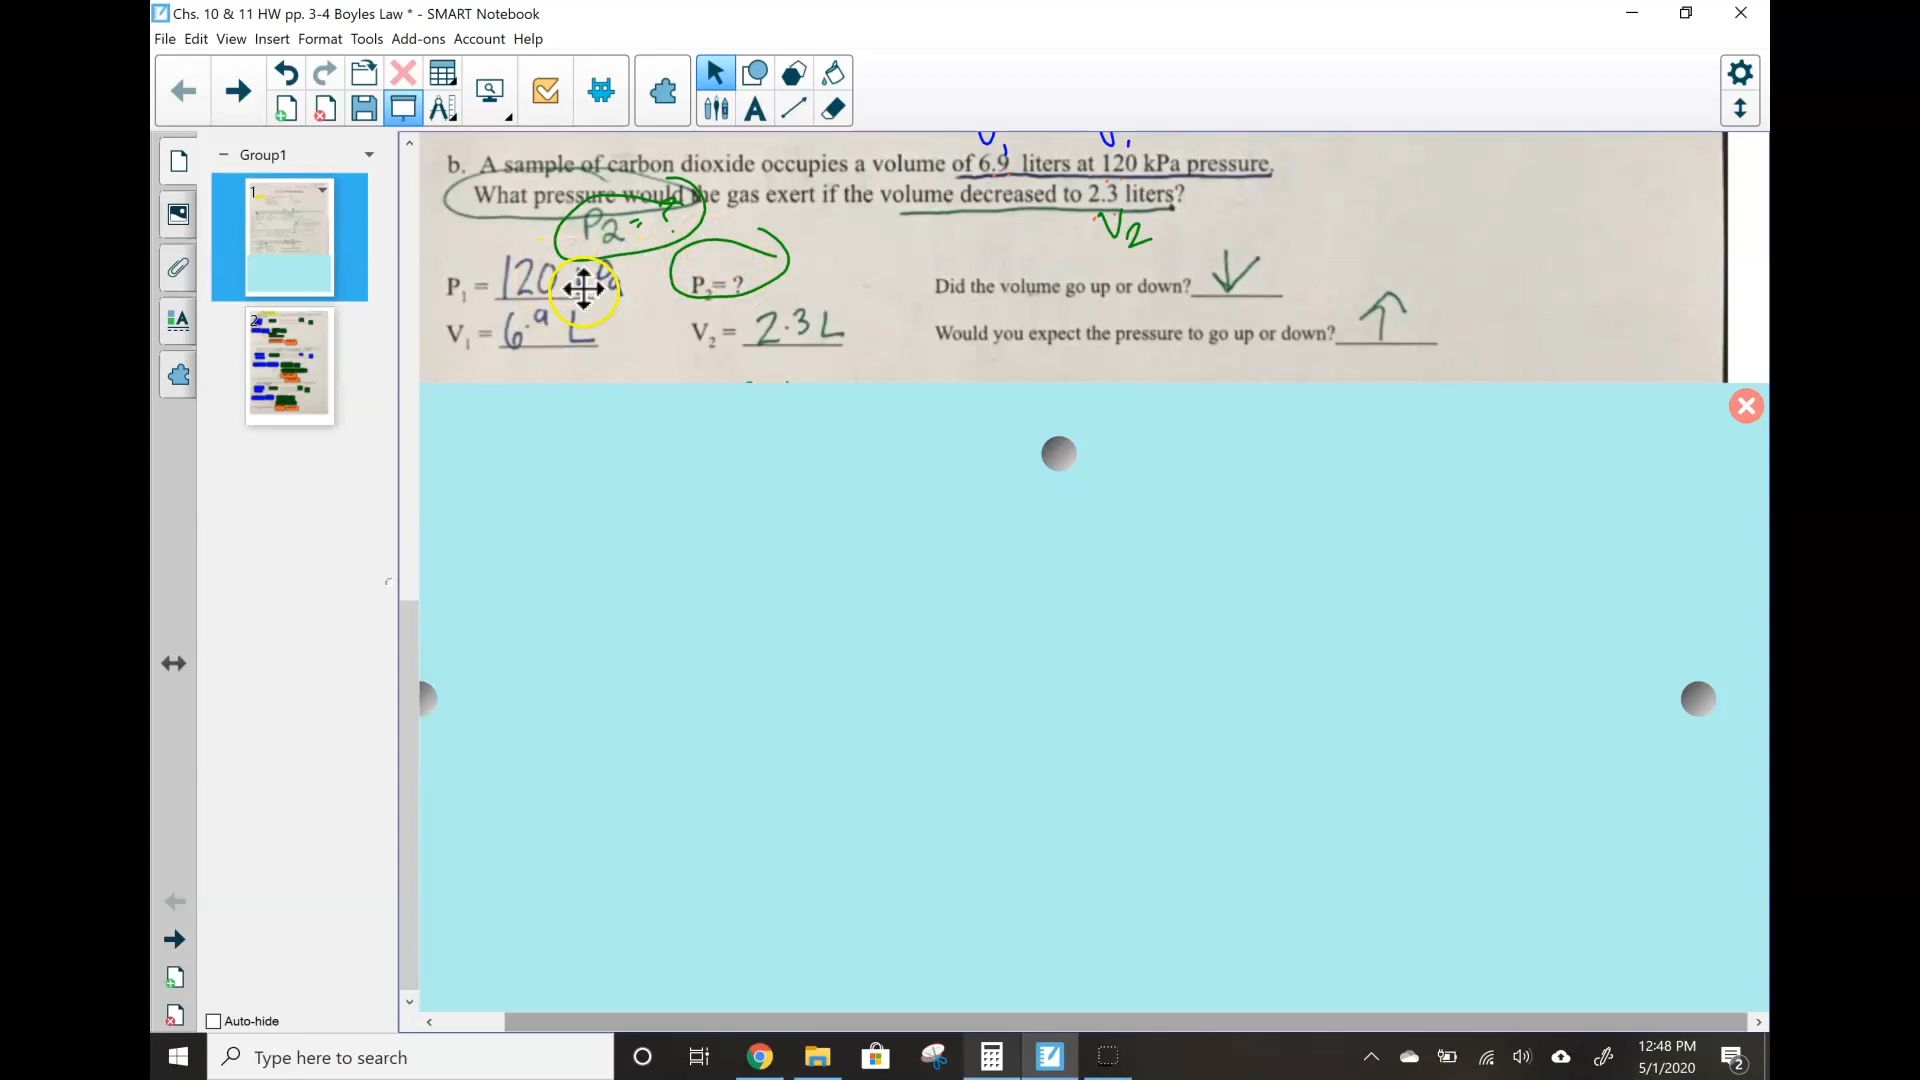 Chs. 10 & 11 HW pp. 3-4 Boyles Law * - SMART Notebook
File Edit View Insert Format Tools Add-ons Account Help
Group1
1
2
b. A sample of carbon dioxide occupies a volume of 6.9 liters at 120 kPa pressure.
What pressure would the gas exert if the volume decreased to 2.3 liters?
P2 = ?
V2
P1 = 120
P2 = ?
Did the volume go up or down? ↓
V1 = 6.9 L
V2 = 2.3 L
Would you expect the pressure to go up or down? ↑
Auto-hide
Type here to search
12:48 PM
5/1/2020
2